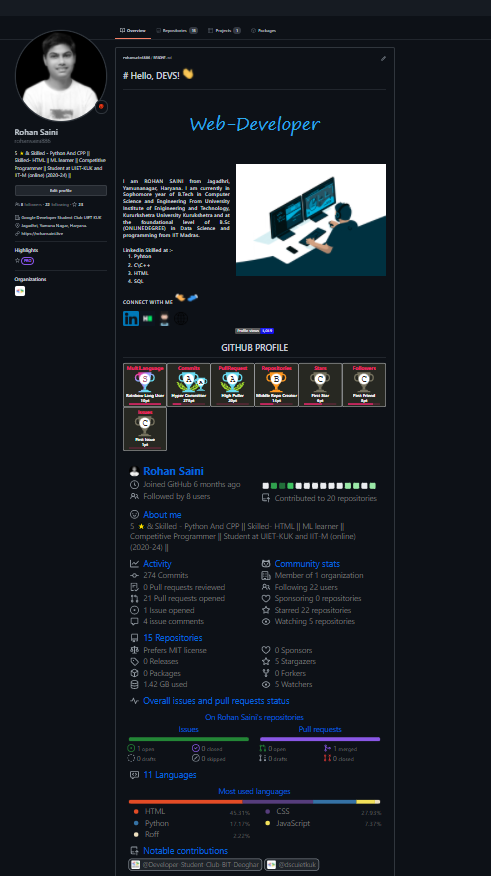 Overview
Repositories 15
Projects 1
Packages
rohansaini886 / README.md
# Hello, DEVS! 👋
Web-Developer
Rohan Saini
5 ★ & Skilled - Python And CPP ||
Skilled- HTML || ML learner || Competitive
Programmer || Student at UIET-KUK and
IIT-M (online) (2020-24) ||
Edit profile
8 followers · 22 following · 22
Google Developer Student Club UIET KUK
Jagadhri, Yamuna Nagar, Haryana.
Highlights
PRO
Organizations
I am ROHAN SAINI from Jagadhri,
Yamunanagar, Haryana. I am currently in
Sophomore year of B.Tech in Computer
Science and Engineering From University
Institute of Enigineering and Technology,
Kururkshetra University Kurukshetra and at
the foundational level of B.Sc
(ONLINEDEGREE) in Data Science and
programming from IIT Madras.
Linkedin Skilled at :-
1. Pyhton
2. C\C++
3. HTML
4. SQL
CONNECT WITH ME
Profile views 1,019
GITHUB PROFILE
MultiLanguage
S
Rainbow Lang User
10pt
Commits
A
Hyper Committer
275pt
PullRequest
A
High Puller
20pt
Repositories
B
Middle Repo Creator
15pt
Stars
C
First Star
6pt
Followers
C
First Friend
8pt
Issues
C
First Issue
1pt
Rohan Saini
Joined GitHub 6 months ago
Followed by 8 users
Contributed to 20 repositories
About me
5 ★ & Skilled - Python And CPP || Skilled- HTML || ML learner ||
Competitive Programmer || Student at UIET-KUK and IIT-M (online)
(2020-24) ||
Activity
274 Commits
0 Pull requests reviewed
21 Pull requests opened
1 Issue opened
4 issue comments
Community stats
Member of 1 organization
Following 22 users
Sponsoring 0 repositories
Starred 22 repositories
Watching 5 repositories
15 Repositories
Prefers MIT license
0 Releases
0 Packages
1.42 GB used
0 Sponsors
5 Stargazers
0 Forkers
5 Watchers
Overall issues and pull requests status
On Rohan Saini's repositories
Issues
1 open
0 closed
0 drafts
0 skipped
Pull requests
0 open
1 merged
0 drafts
0 closed
11 Languages
Most used languages
HTML 45.31%
CSS 27.93%
Python 17.17%
JavaScript 7.37%
Roff 2.22%
Notable contributions
@Developer-Student-Club-BIT-Deoghar
@dscuietkuk